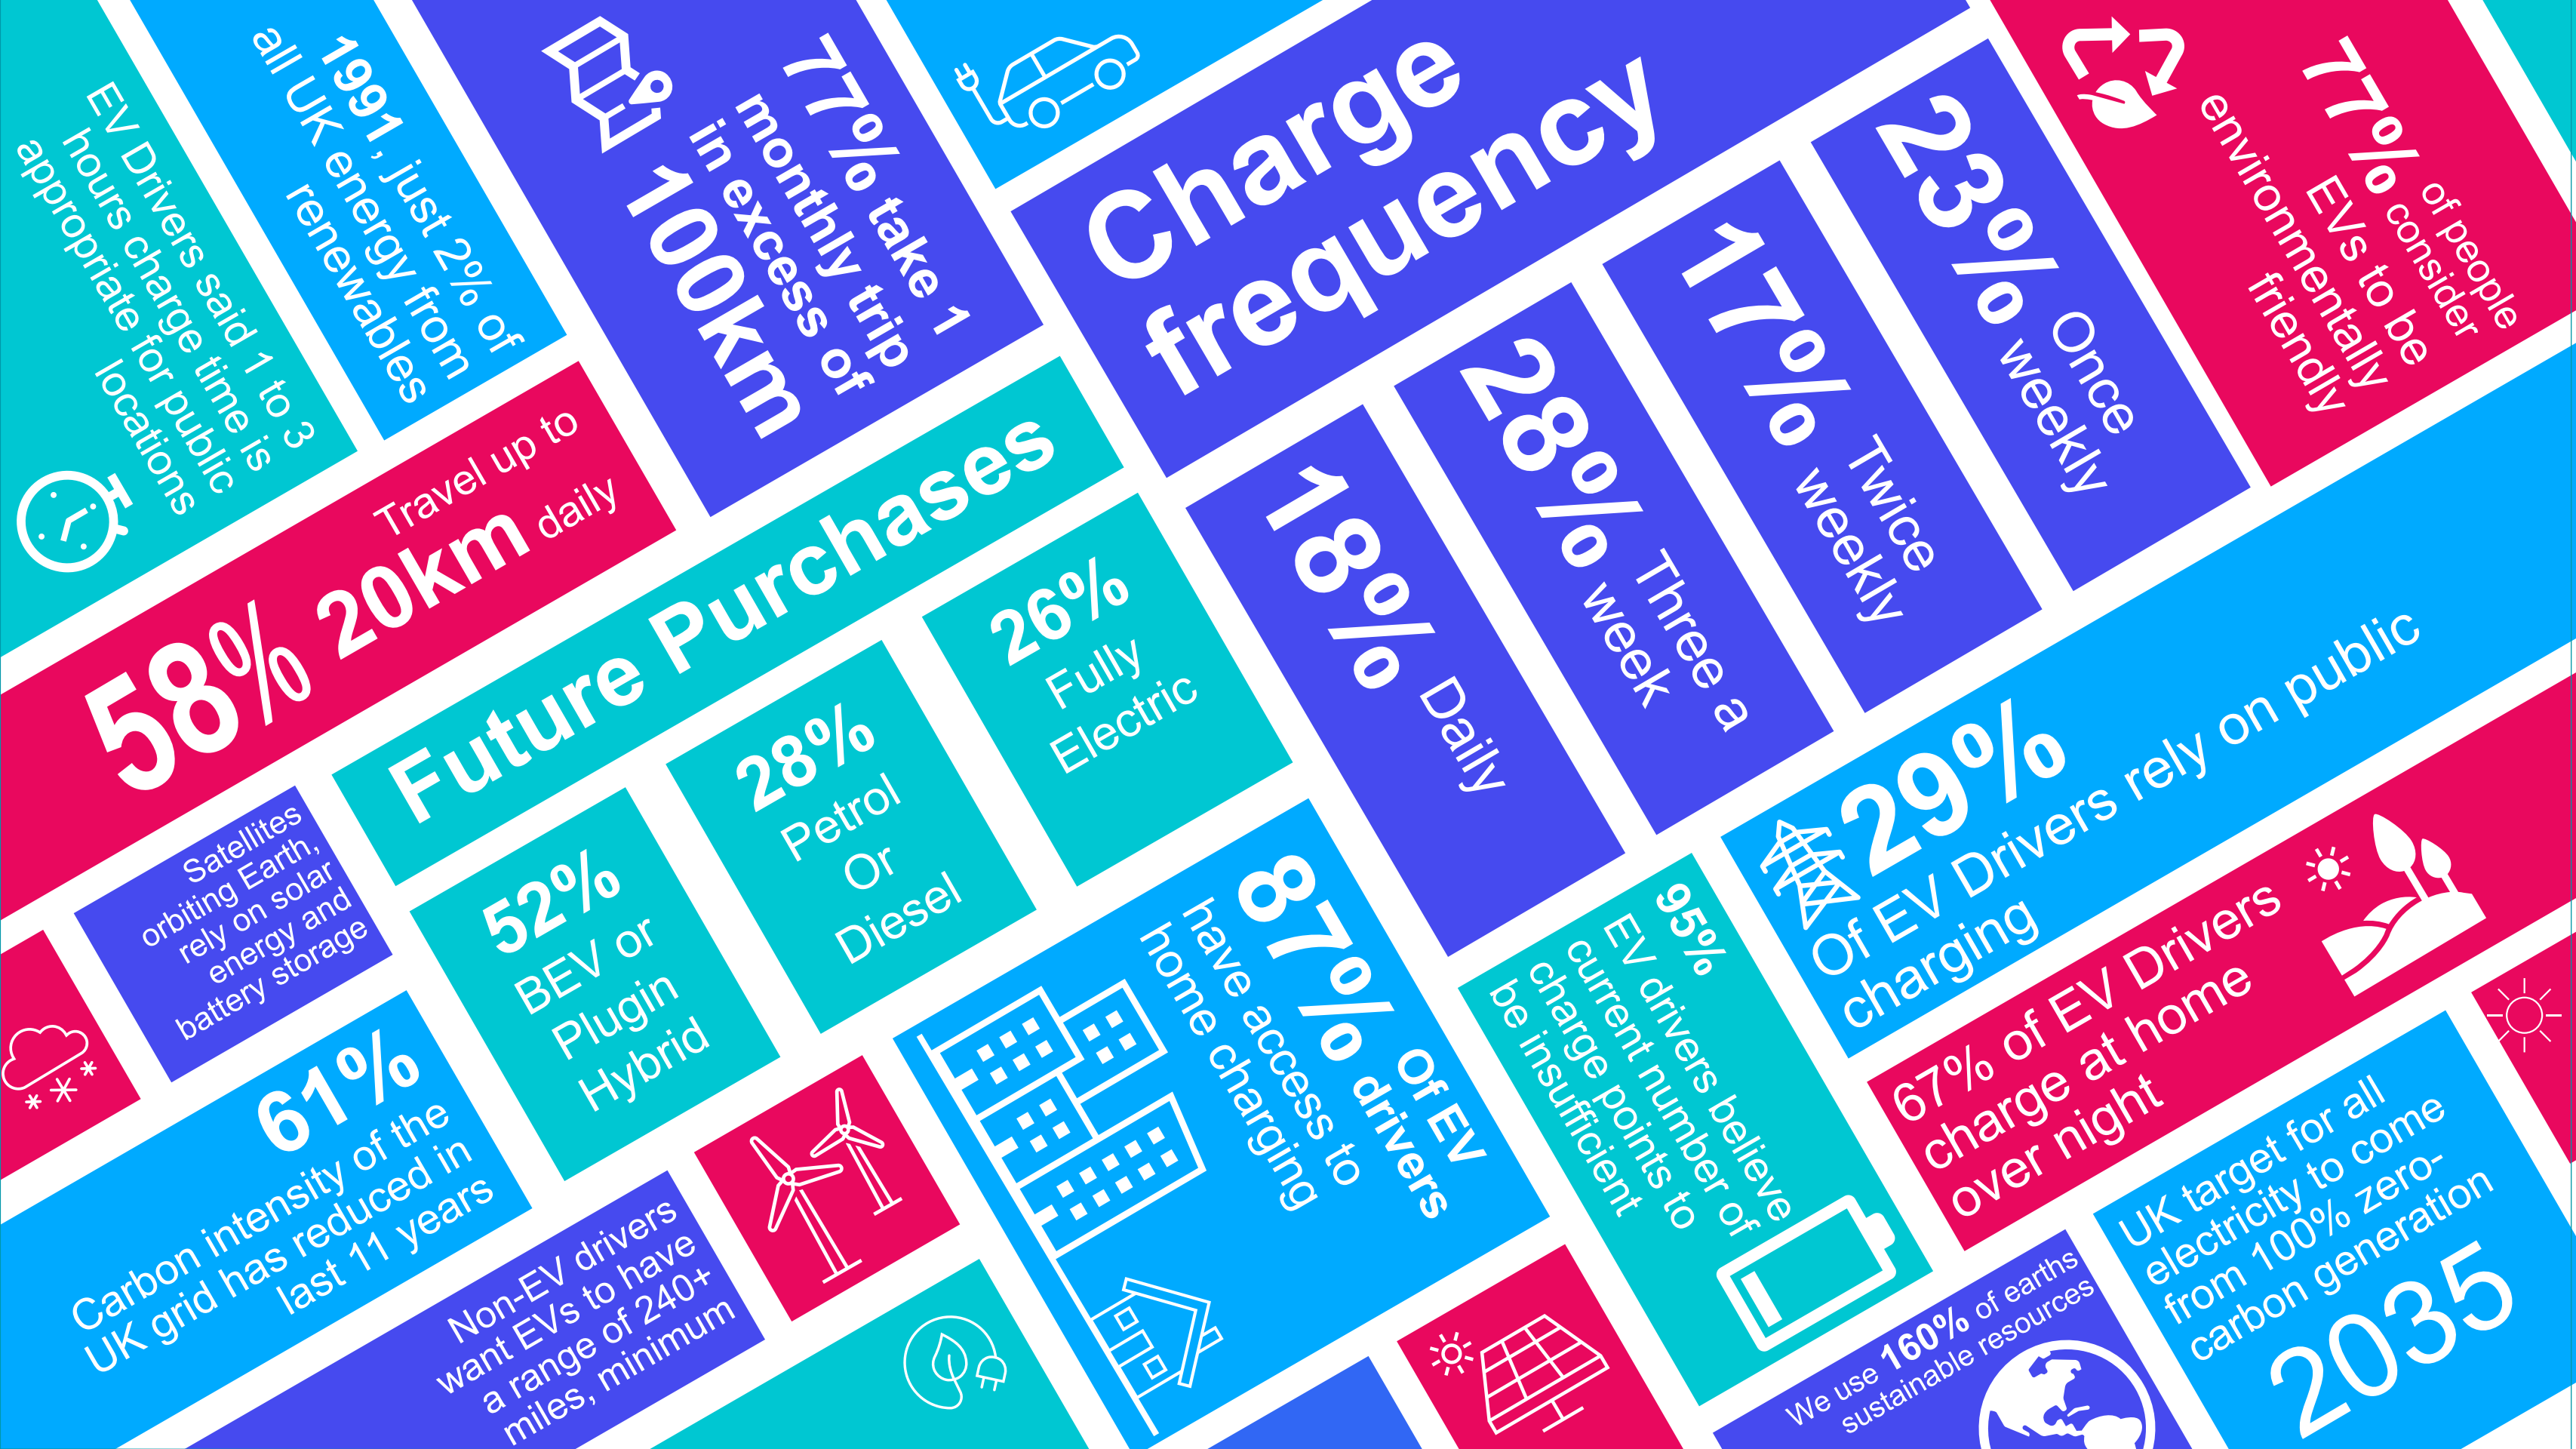 EV Drivers said 1 to 3
hours charge time is
appropriate for public
locations
1991, just 2% of
all UK energy from
renewables
77% take 1
monthly trip
in excess of
100km
Charge
frequency
23% Once
weekly
17% Twice
weekly
28% Three a
week
18% Daily
of people
77% consider
EVs to be
environmentally
friendly
Travel up to
58% 20km daily
Future Purchases
26%
Fully
Electric
28%
Petrol
Or
Diesel
52%
BEV or
Plugin
Hybrid
Satellites
orbiting Earth,
rely on solar
energy and
battery storage
61%
Carbon intensity of the
UK grid has reduced in
last 11 years
Non-EV drivers
want EVs to have
a range of 240+
miles, minimum
Of EV
87% drivers
have access to
home charging
95%
EV drivers believe
current number of
charge points to
be insufficient
29%
Of EV Drivers rely on public
charging
67% of EV Drivers
charge at home
over night
We use 160% of earths
sustainable resources
UK target for all
electricity to come
from 100% zero-
carbon generation
2035